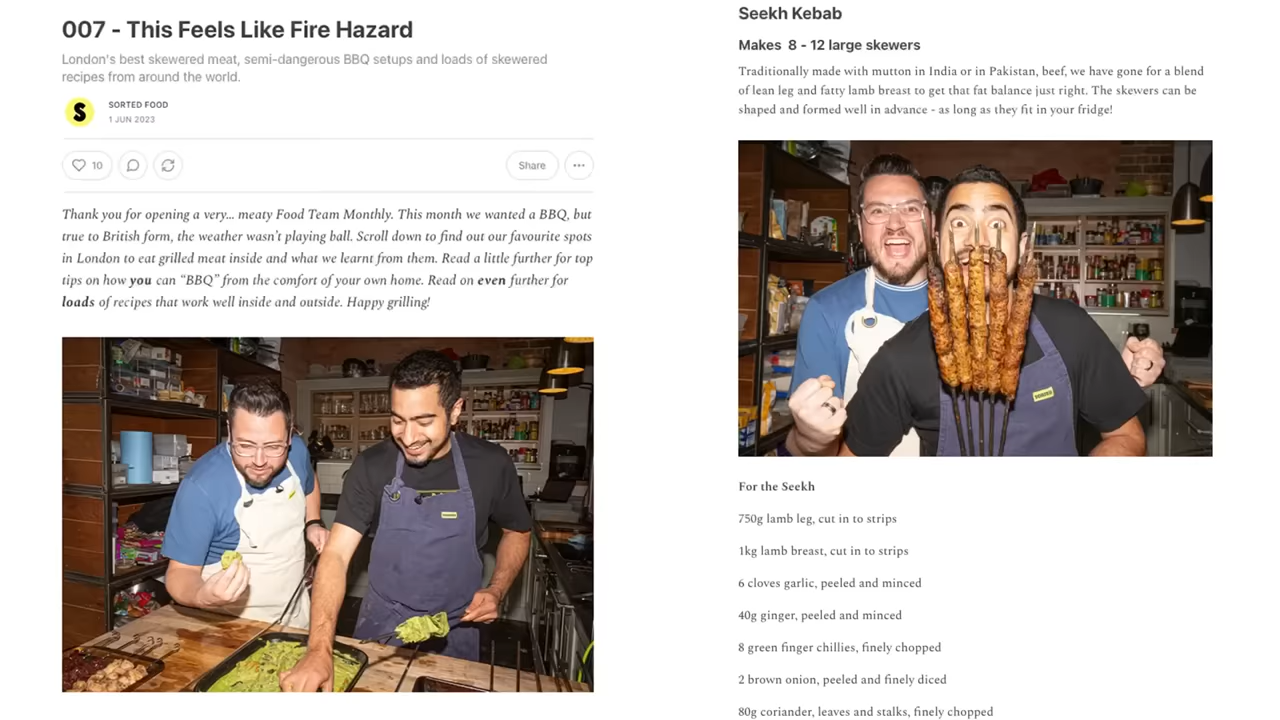 007 - This Feels Like Fire Hazard
London's best skewered meat, semi-dangerous BBQ setups and loads of skewered
recipes from around the world.
S
SORTED FOOD
1 JUN 2023
10
Share
Thank you for opening a very... meaty Food Team Monthly. This month we wanted a BBQ, but
true to British form, the weather wasn't playing ball. Scroll down to find out our favourite spots
in London to eat grilled meat inside and what we learnt from them. Read a little further for top
tips on how you can “BBQ” from the comfort of your own home. Read on even further for
loads of recipes that work well inside and outside. Happy grilling!
Seekh Kebab
Makes 8 - 12 large skewers
Traditionally made with mutton in India or in Pakistan, beef, we have gone for a blend
of lean leg and fatty lamb breast to get that fat balance just right. The skewers can be
shaped and formed well in advance - as long as they fit in your fridge!
For the Seekh
750g lamb leg, cut in to strips
1kg lamb breast, cut in to strips
6 cloves garlic, peeled and minced
40g ginger, peeled and minced
8 green finger chillies, finely chopped
2 brown onion, peeled and finely diced
80g coriander, leaves and stalks, finely chopped